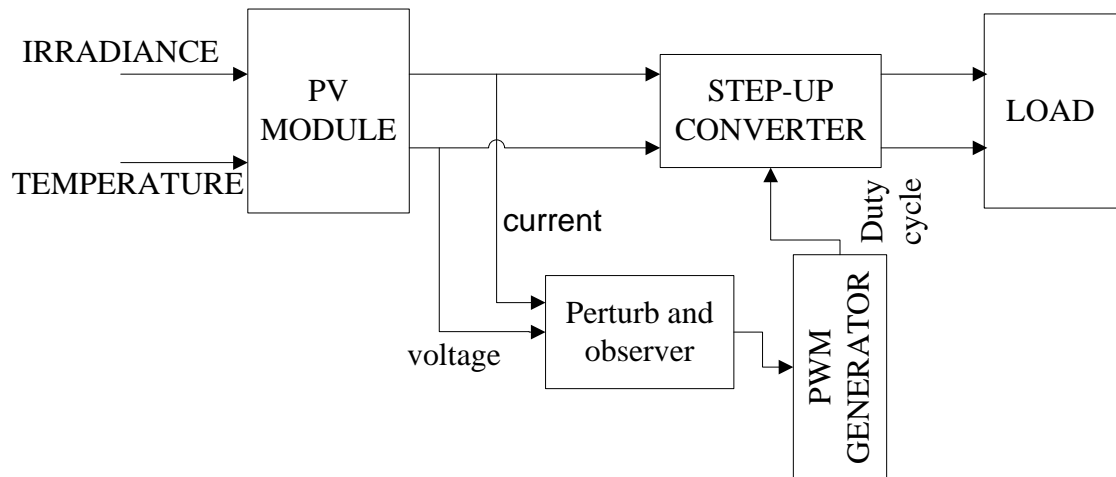 IRRADIANCE
TEMPERATURE
PV
MODULE
STEP-UP
CONVERTER
LOAD
current
voltage
Perturb and
observer
Duty
cycle
PWM
GENERATOR